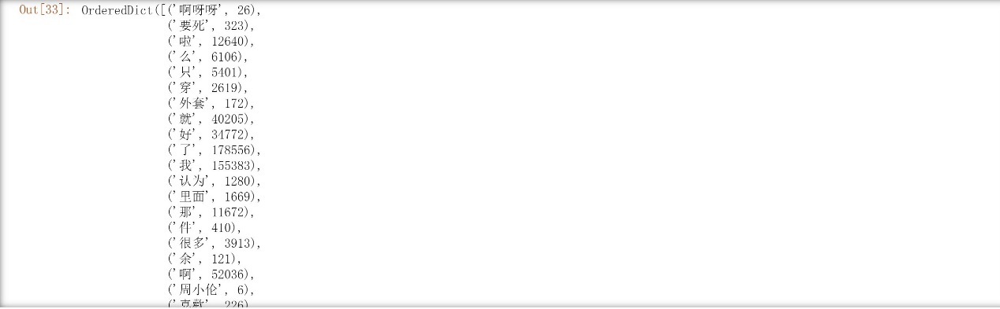 Out[33]: OrderedDict([('啊呀呀', 26),
('要死', 323),
('啦', 12640),
('么', 6106),
('只', 5401),
('穿', 2619),
('外套', 172),
('就', 40205),
('好', 34772),
('了', 178556),
('我', 155383),
('认为', 1280),
('里面', 1669),
('那', 11672),
('件', 410),
('很多', 3913),
('余', 121),
('啊', 52036),
('周小伦', 6),
('喜歡', 226)